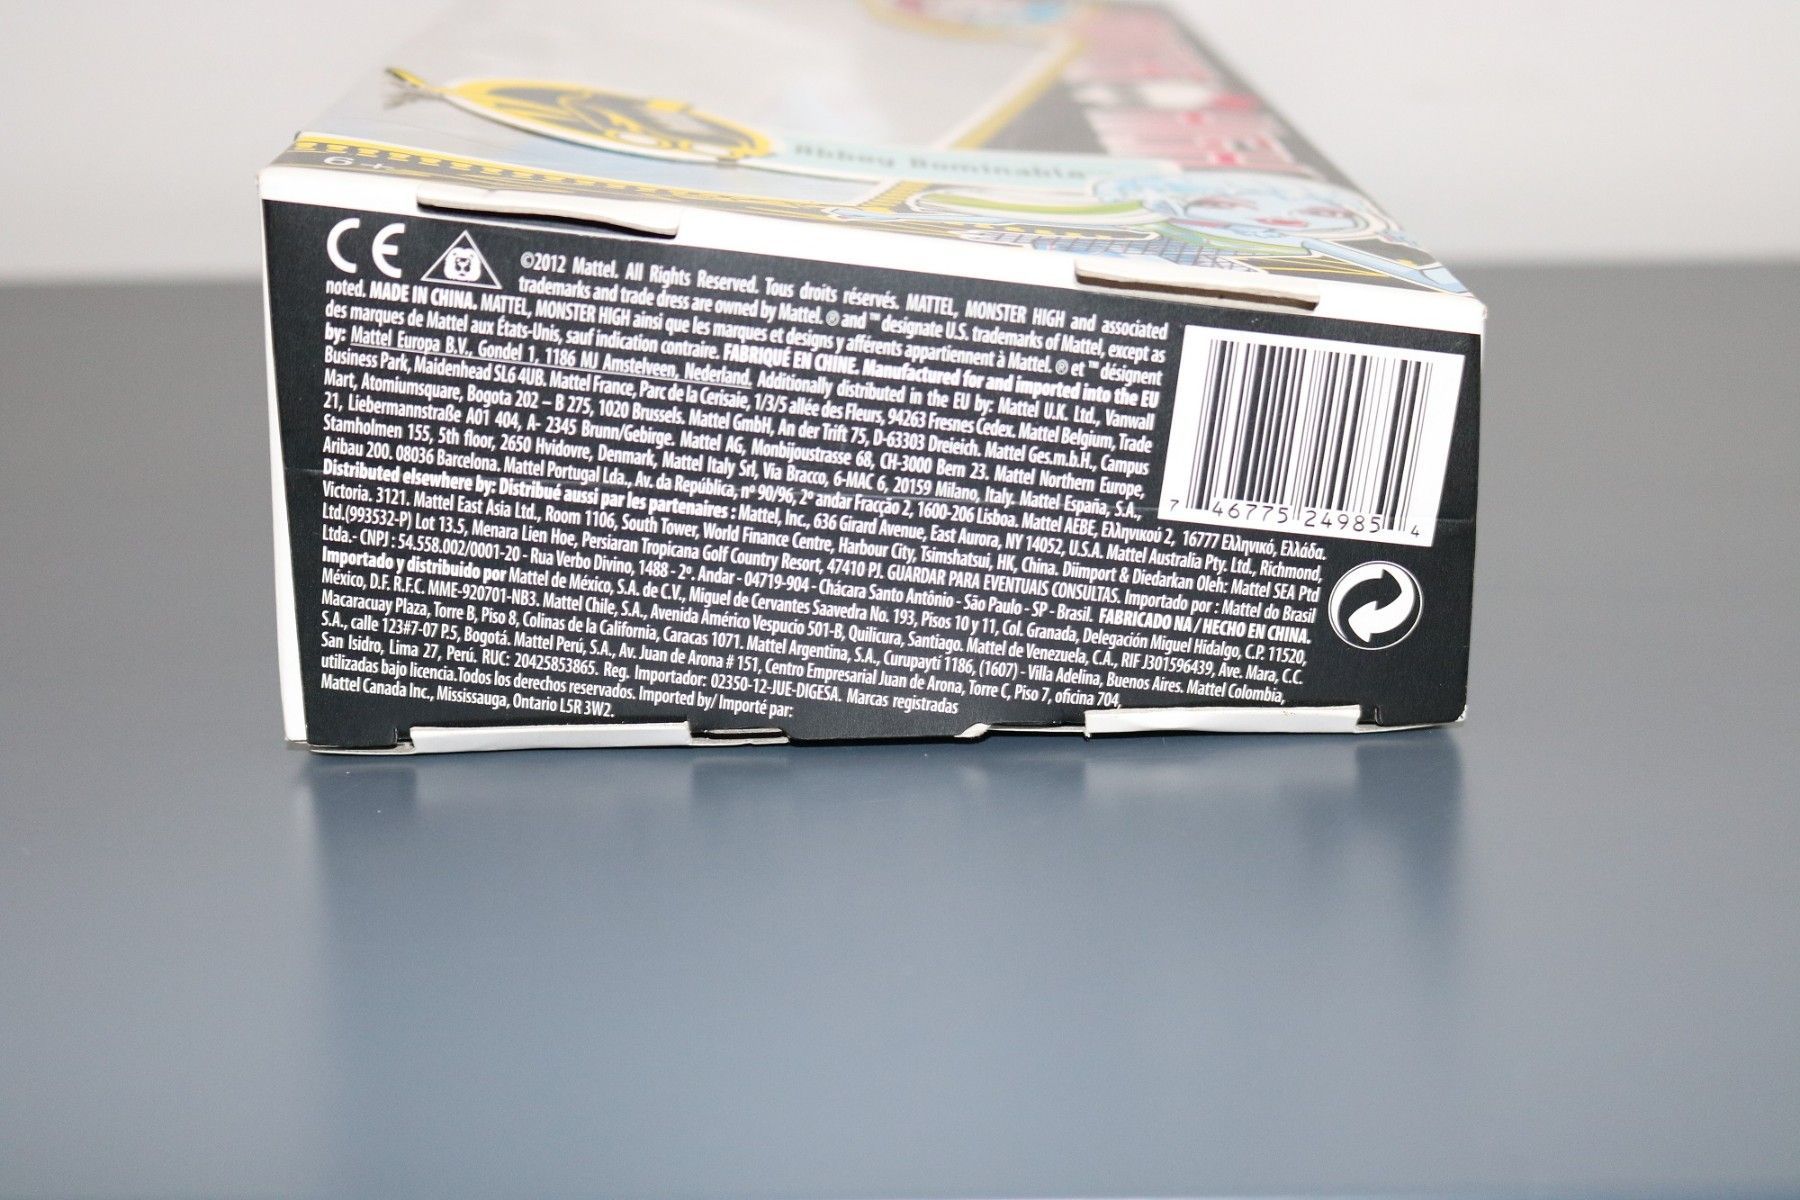 6+
Abbey Bominable
CE
©2012 Mattel. All Rights Reserved. Tous droits réservés. MATTEL, MONSTER HIGH and associated
trademarks and trade dress are owned by Mattel. ® and ™ designate U.S. trademarks of Mattel, except as
noted. MADE IN CHINA. MATTEL, MONSTER HIGH ainsi que les marques et designs y afférents appartiennent à Mattel. ® et ™ désignent
des marques de Mattel aux États-Unis, sauf indication contraire. FABRIQUÉ EN CHINE. Manufactured for and imported into the EU
by: Mattel Europa B.V., Gondel 1, 1186 MJ Amstelveen, Nederland. Additionally distributed in the EU by: Mattel U.K. Ltd., Vanwall
Business Park, Maidenhead SL6 4UB. Mattel France, Parc de la Cerisaie, 1/3/5 allée des Fleurs, 94263 Fresnes Cedex. Mattel Belgium, Trade
Mart, Atomiumsquare, Bogota 202 – B 275, 1020 Brussels. Mattel GmbH, An der Trift 75, D-63303 Dreieich. Mattel Ges.m.b.H., Campus
21, Liebermannstraße A01 404, A- 2345 Brunn/Gebirge. Mattel AG, Monbijoustrasse 68, CH-3000 Bern 23. Mattel Northern Europe,
Stamholmen 155, 5th floor, 2650 Hvidovre, Denmark, Mattel Italy Srl, Via Bracco, 6-MAC 6, 20159 Milano, Italy. Mattel España, S.A.,
Aribau 200. 08036 Barcelona. Mattel Portugal Lda., Av. da República, nº 90/96, 2º andar Fracção 2, 1600-206 Lisboa. Mattel AEBE, Ελληνικού 2, 16777 Ελληνικό, Ελλάδα.
Distributed elsewhere by: Distribué aussi par les partenaires : Mattel, Inc., 636 Girard Avenue, East Aurora, NY 14052, U.S.A. Mattel Australia Pty. Ltd., Richmond,
Victoria. 3121. Mattel East Asia Ltd., Room 1106, South Tower, World Finance Centre, Harbour City, Tsimshatsui, HK, China. Diimport & Diedarkan Oleh: Mattel SEA Ptd
Ltd.(993532-P) Lot 13.5, Menara Lien Hoe, Persiaran Tropicana Golf Country Resort, 47410 PJ. GUARDAR PARA EVENTUAIS CONSULTAS. Importado por : Mattel do Brasil
Ltda.- CNPJ : 54.558.002/0001-20 - Rua Verbo Divino, 1488 - 2º. Andar - 04719-904 - Chácara Santo Antônio - São Paulo - SP - Brasil. FABRICADO NA / HECHO EN CHINA.
Importado y distribuido por Mattel de México, S.A. de C.V., Miguel de Cervantes Saavedra No. 193, Pisos 10 y 11, Col. Granada, Delegación Miguel Hidalgo, C.P. 11520,
México, D.F. R.F.C. MME-920701-NB3. Mattel Chile, S.A., Avenida Américo Vespucio 501-B, Quilicura, Santiago. Mattel de Venezuela, C.A., RIF J301596439, Ave. Mara, C.C.
Macaracuay Plaza, Torre B, Piso 8, Colinas de la California, Caracas 1071. Mattel Argentina, S.A., Curupaytí 1186, (1607) - Villa Adelina, Buenos Aires. Mattel Colombia,
S.A., calle 123#7-07 P.5, Bogotá. Mattel Perú, S.A., Av. Juan de Arona # 151, Centro Empresarial Juan de Arona, Torre C, Piso 7, oficina 704,
San Isidro, Lima 27, Perú. RUC: 20425853865. Reg. Importador: 02350-12-JUE-DIGESA. Marcas registradas
utilizadas bajo licencia. Todos los derechos reservados. Imported by/ Importé par:
Mattel Canada Inc., Mississauga, Ontario L5R 3W2.
7 46775 24985 4